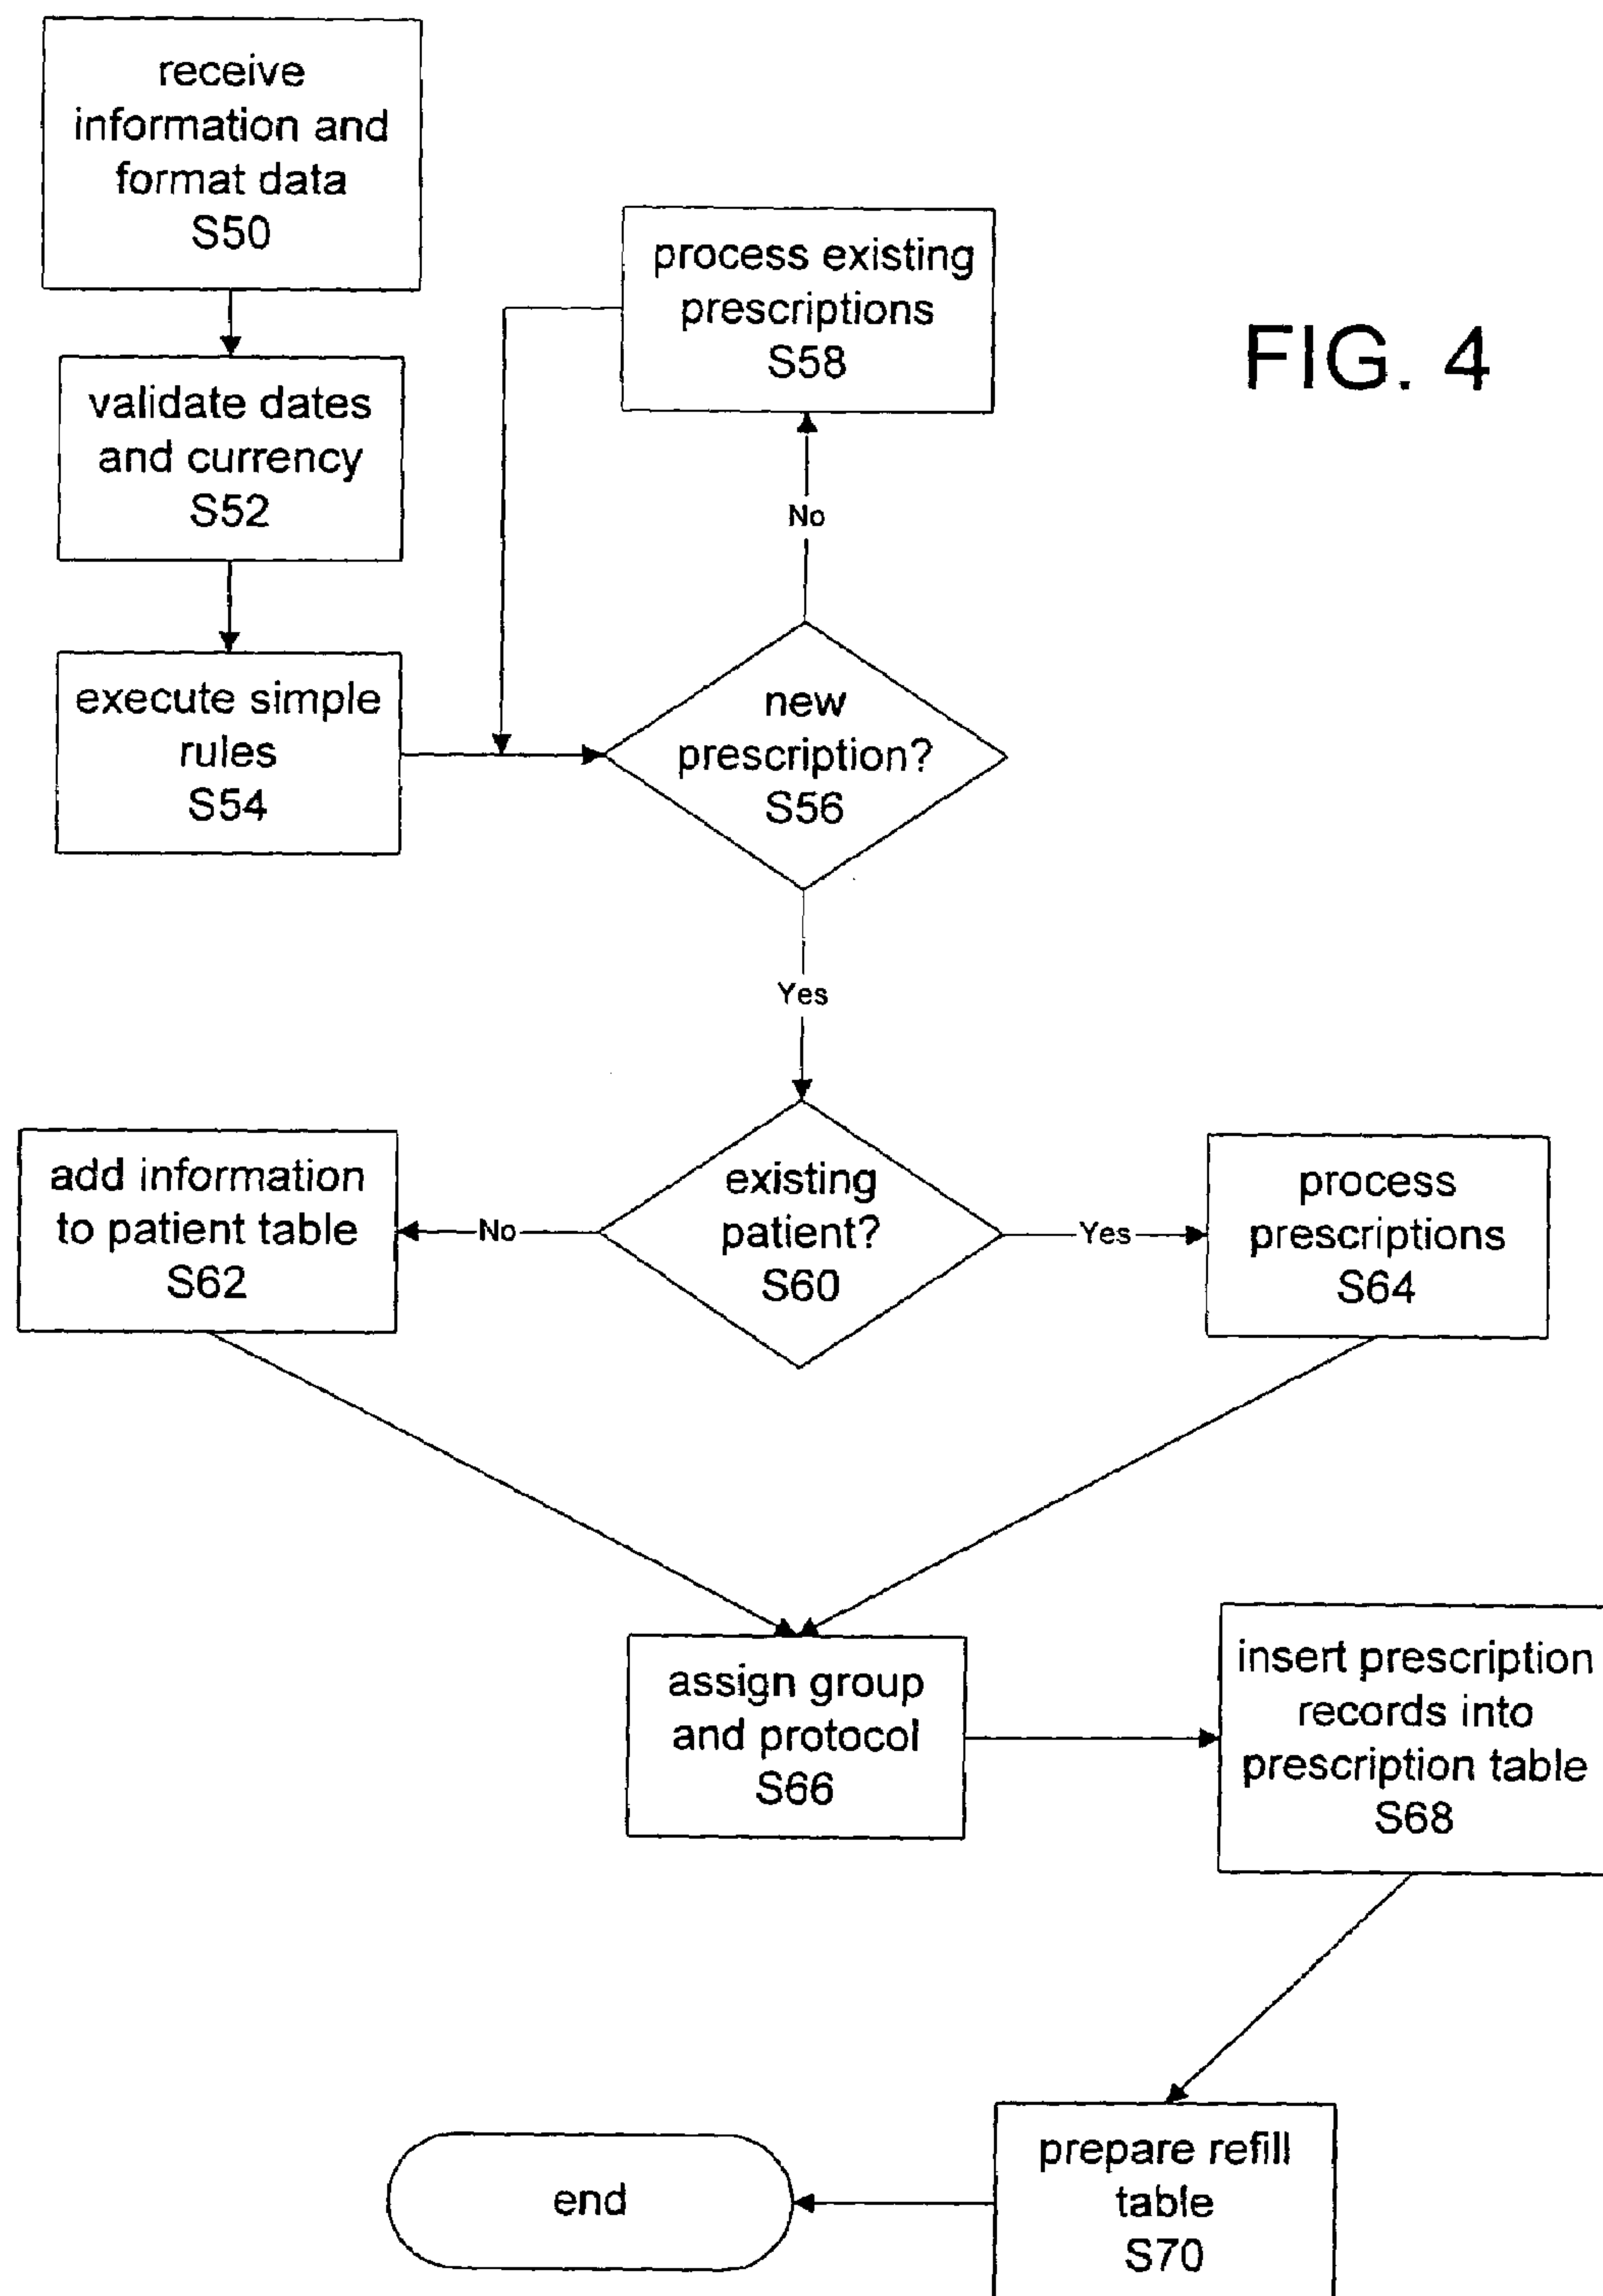 receive
information and
format data
S50
process existing
prescriptions
S58
FIG. 4
validate dates
and currency
S52
No
execute simple
rules
S54
new
prescription?
S56
Yes
add information
to patient table
S62
No
existing
patient?
S60
Yes
process
prescriptions
S64
assign group
and protocol
S66
insert prescription
records into
prescription table
S68
prepare refill
table
S70
end